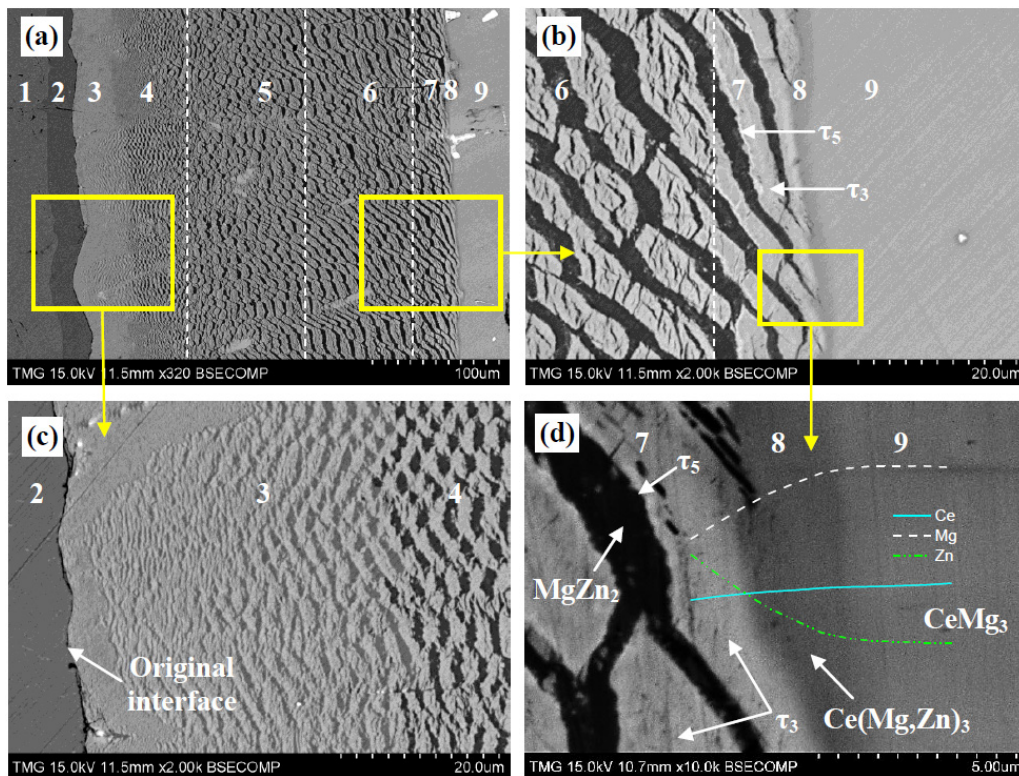 (a)
1 2 3 4 5 6 7 8 9
TMG 15.0kV 11.5mm x320 BSECOMP 100um
(b)
6 7 8 9
τ5
τ3
TMG 15.0kV 11.5mm x2.00k BSECOMP 20.0um
(c)
2 3 4
Original
interface
TMG 15.0kV 11.5mm x2.00k BSECOMP 20.0um
(d)
7 8 9
τ5
Ce
Mg
Zn
MgZn2
CeMg3
τ3
Ce(Mg,Zn)3
TMG 15.0kV 10.7mm x10.0k BSECOMP 5.00um